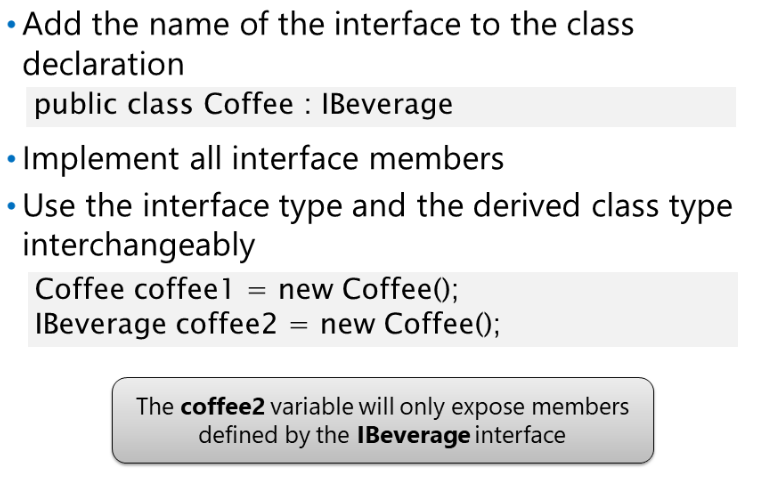 • Add the name of the interface to the class
declaration
public class Coffee : IBeverage
• Implement all interface members
• Use the interface type and the derived class type
interchangeably
Coffee coffee1 = new Coffee();
IBeverage coffee2 = new Coffee();
The coffee2 variable will only expose members
defined by the IBeverage interface